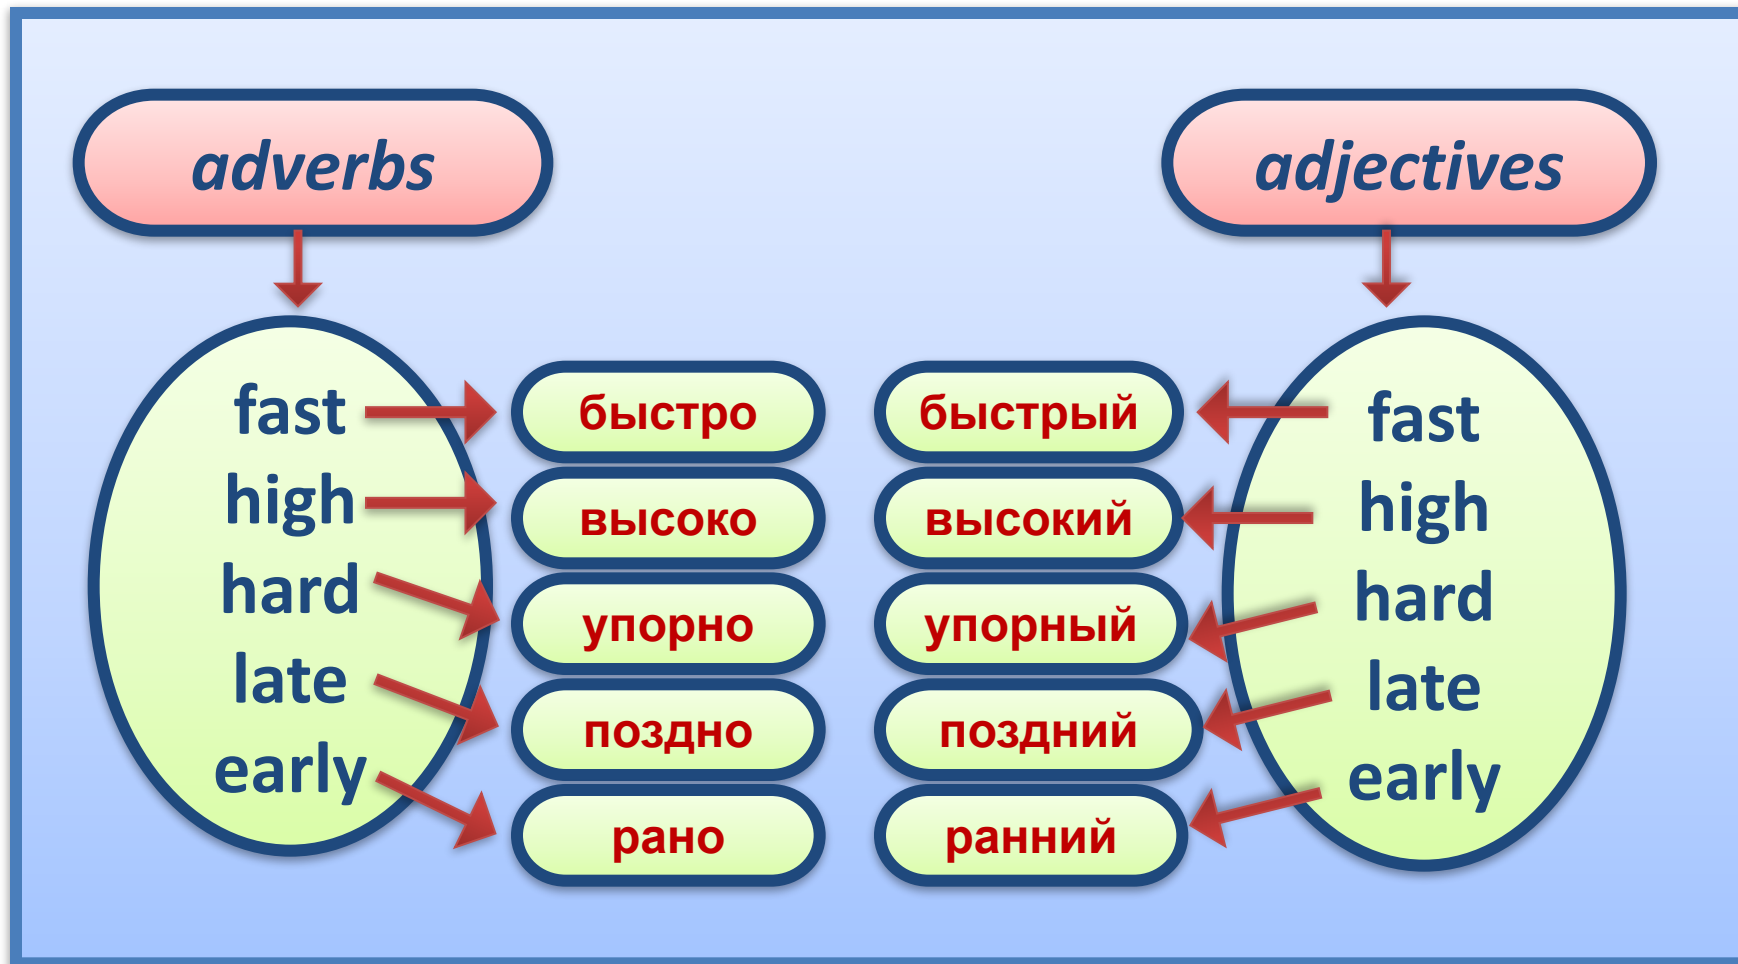 adverbs
adjectives
fast
high
hard
late
early
быстро
высоко
упорно
поздно
рано
быстрый
высокий
упорный
поздний
ранний
fast
high
hard
late
early